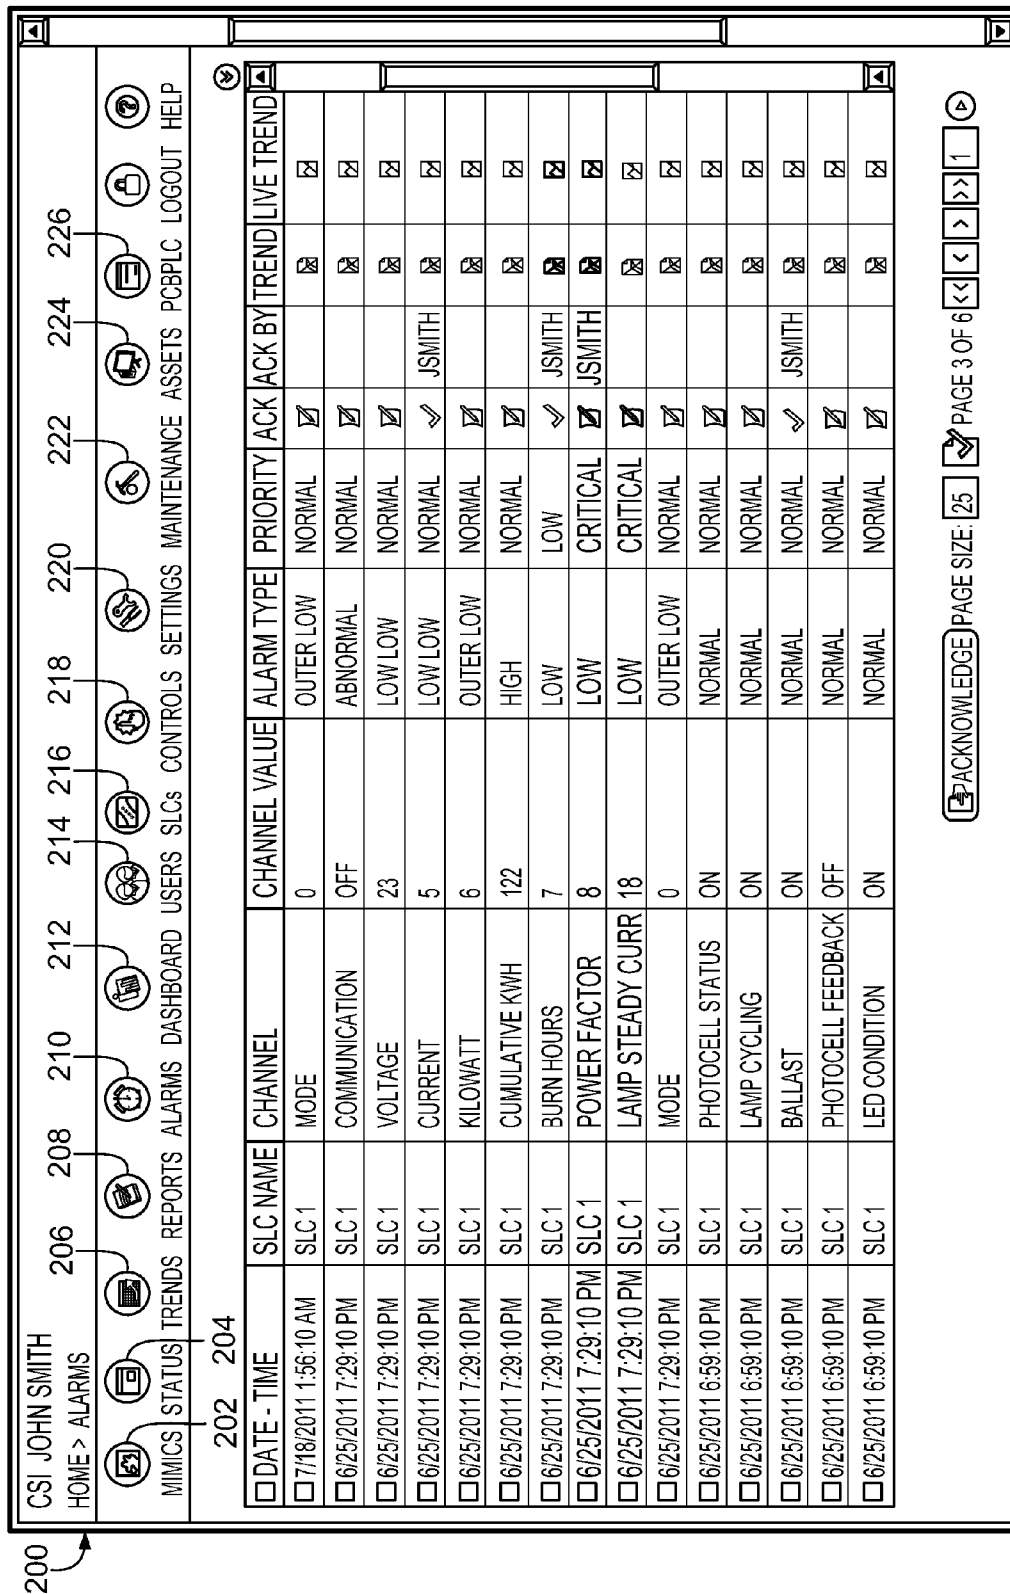 200
CSI JOHN SMITH
HOME > ALARMS
202 204 206 208 210 212 214 216 218 220 222 224 226
MIMICS STATUS TRENDS REPORTS ALARMS DASHBOARD USERS SLCs CONTROLS SETTINGS MAINTENANCE ASSETS PCBPLC LOGOUT HELP
DATE - TIME SLC NAME CHANNEL CHANNEL VALUE ALARM TYPE PRIORITY ACK ACK BY TREND LIVE TREND
7/18/2011 1:56:10 AM SLC 1 MODE 0 OUTER LOW NORMAL
6/25/2011 7:29:10 PM SLC 1 COMMUNICATION OFF ABNORMAL NORMAL
6/25/2011 7:29:10 PM SLC 1 VOLTAGE 23 LOW LOW NORMAL
6/25/2011 7:29:10 PM SLC 1 CURRENT 5 LOW LOW NORMAL JSMITH
6/25/2011 7:29:10 PM SLC 1 KILOWATT 6 OUTER LOW NORMAL
6/25/2011 7:29:10 PM SLC 1 CUMULATIVE KWH 122 HIGH NORMAL
6/25/2011 7:29:10 PM SLC 1 BURN HOURS 7 LOW LOW JSMITH
6/25/2011 7:29:10 PM SLC 1 POWER FACTOR 8 LOW CRITICAL JSMITH
6/25/2011 7:29:10 PM SLC 1 LAMP STEADY CURR 18 LOW CRITICAL
6/25/2011 7:29:10 PM SLC 1 MODE 0 OUTER LOW NORMAL
6/25/2011 6:59:10 PM SLC 1 PHOTOCELL STATUS ON NORMAL NORMAL
6/25/2011 6:59:10 PM SLC 1 LAMP CYCLING ON NORMAL NORMAL
6/25/2011 6:59:10 PM SLC 1 BALLAST ON NORMAL NORMAL JSMITH
6/25/2011 6:59:10 PM SLC 1 PHOTOCELL FEEDBACK OFF NORMAL NORMAL
6/25/2011 6:59:10 PM SLC 1 LED CONDITION ON NORMAL NORMAL
ACKNOWLEDGE PAGE SIZE: 25 PAGE 3 OF 6 << < > >> 1